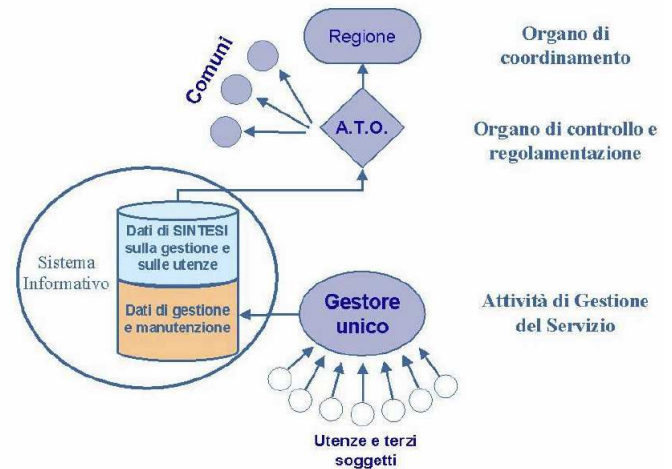 Regione
Organo di
coordinamento
Comuni
A.T.O.
Organo di controllo e
regolamentazione
Dati di SINTESI
sulla gestione e
sulle utenze
Sistema
Informativo
Dati di gestione
e manutenzione
Gestore
unico
Attività di Gestione
del Servizio
Utenze e terzi
soggetti